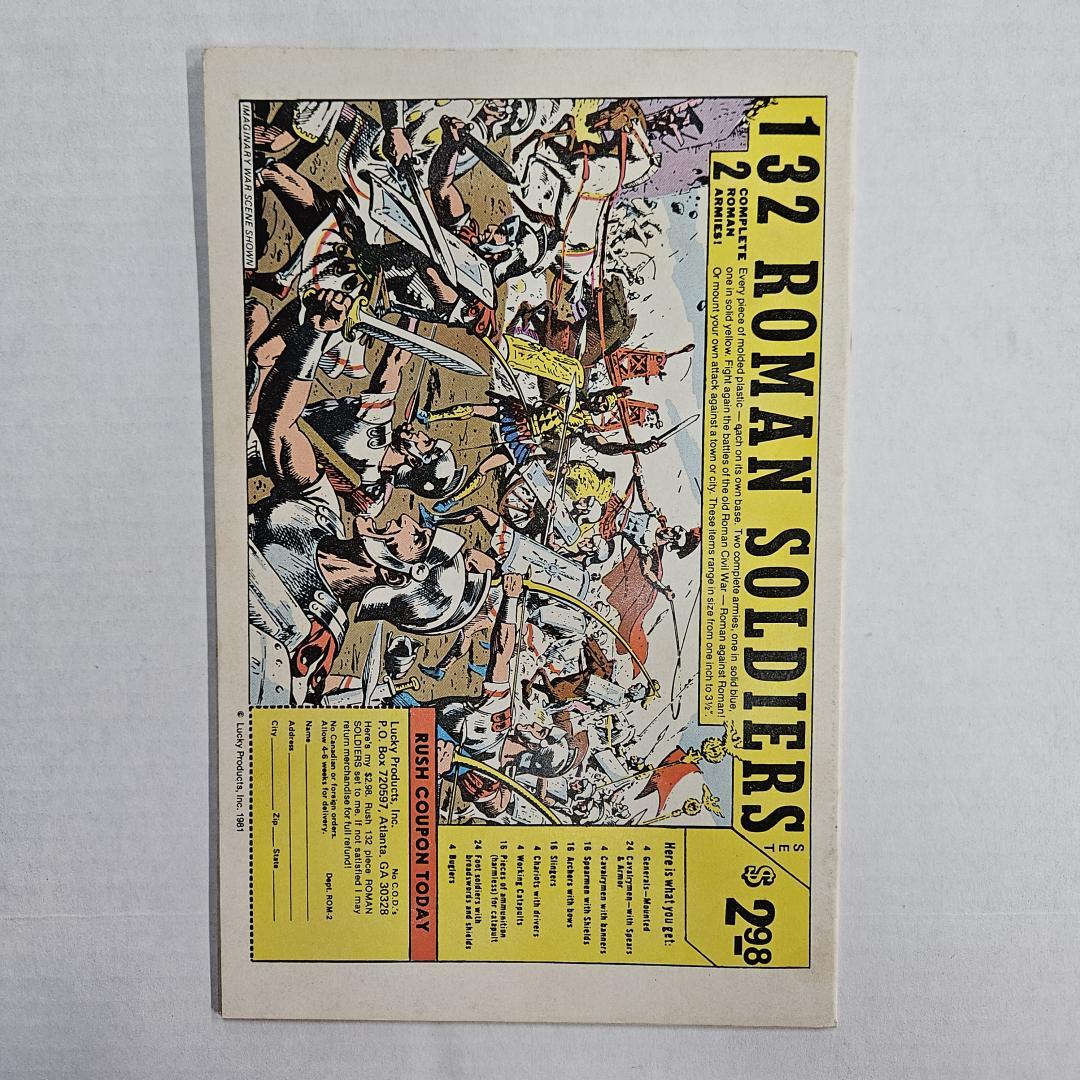 132 ROMAN SOLDIERS
SET
$2.98
2 COMPLETE
ROMAN
ARMIES!
Every piece of molded plastic — each on its own base. Two complete armies, one in solid blue,
one in solid yellow. Fight again the battles of the old Roman Civil War — Roman against Roman!
Or mount your own attack against a town or city. These items range in size from one inch to 3½".
Here is what you get:
4 Generals—Mounted
24 Cavalrymen—with Spears
& Armor
4 Cavalrymen with banners
16 Spearmen with Shields
16 Archers with bows
16 Slingers
4 Chariots with drivers
4 Working Catapults
16 Pieces of ammunition
(harmless) for catapult
24 Foot soldiers with
broadswords and shields
4 Buglers
RUSH COUPON TODAY
Lucky Products, Inc. No C.O.D.'s
P.O. Box 720597, Atlanta, GA 30328
Here's my $2.98. Rush 132 piece ROMAN
SOLDIERS set to me. If not satisfied I may
return merchandise for full refund!
Dept. ROM-2
No Canadian or foreign orders.
Allow 4-6 weeks for delivery.
Name
Address
City Zip State
IMAGINARY WAR SCENE SHOWN
© Lucky Products, Inc. 1981